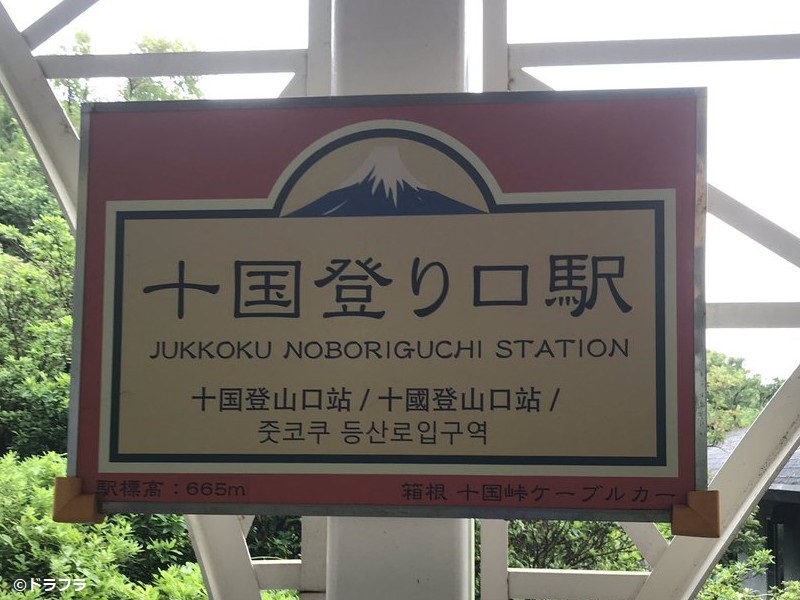 十国登り口駅
JUKKOKU NOBORIGUCHI STATION
十国登山口站 / 十國登山口站 /
줏코쿠 등산로입구역
駅標高：665m
箱根 十国峠ケーブルカー
©ドラフラ